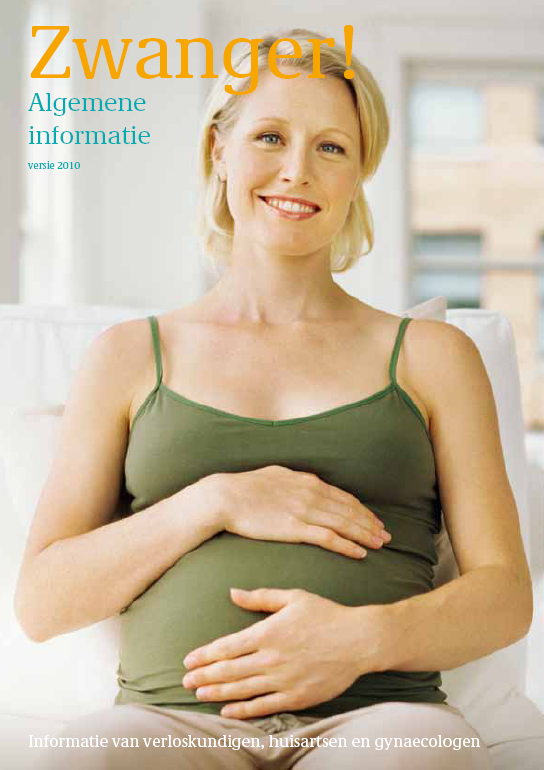 Zwanger!
Algemene
informatie
versie 2010
Informatie van verloskundigen, huisartsen en gynaecologen